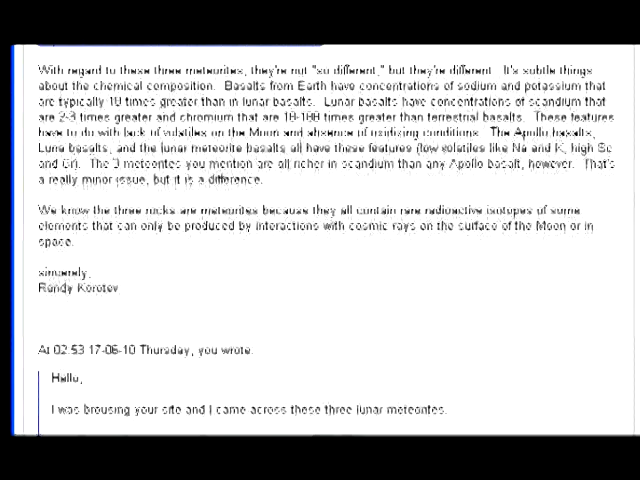 With regard to these three meteorites, they're not "so different," but they're different. It's subtle things
about the chemical composition. Basalts from Earth have concentrations of sodium and potassium that
are typically 10 times greater than in lunar basalts. Lunar basalts have concentrations of scandium that
are 2-3 times greater and chromium that are 10-100 times greater than terrestrial basalts. These features
have to do with lack of volatiles on the Moon and absence of oxidizing conditions. The Apollo basalts,
Luna basalts, and the lunar meteorite basalts all have these features (low volatiles like Na and K, high Sc
and Cr). The 3 meteorites you mention are all richer in scandium than any Apollo basalt, however. That's
a really minor issue, but it is a difference.
We know the three rocks are meteorites because they all contain rare radioactive isotopes of some
elements that can only be produced by interactions with cosmic rays on the surface of the Moon or in
space.
sincerely,
Randy Korotev
At 02:53 17-06-10 Thursday, you wrote:
Hello,
I was brousing your site and I came across these three lunar meteorites.